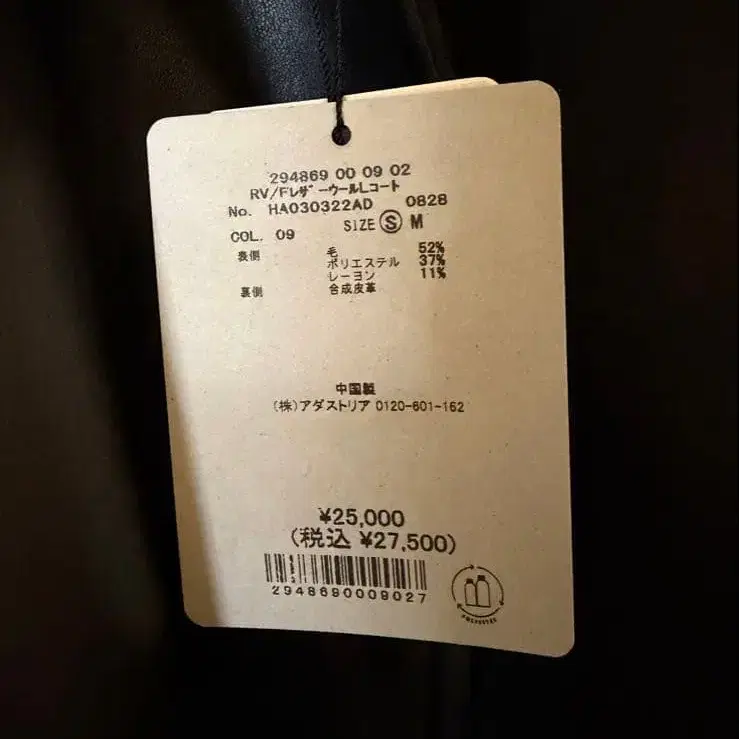 294869 00 09 02
RV/Fﾚｻﾞｰウールlコート
No. HA030322AD 0828
COL. 09 SIZE Ⓢ M
表側 毛 52%
ポリエステル 37%
レーヨン 11%
裏側 合成皮革
中国製
(株)アダストリア 0120-601-162
¥25,000
(税込 ¥27,500)
2948690009027